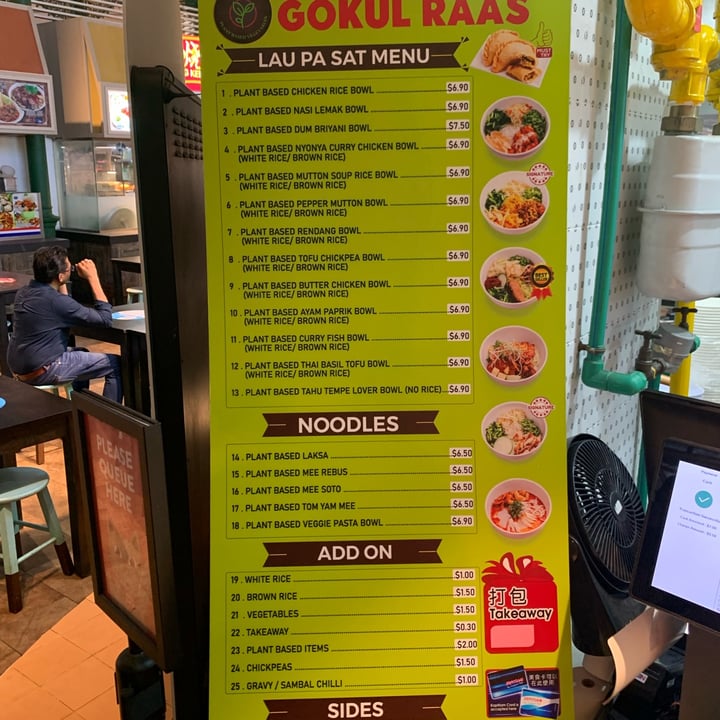 GOKUL RAAS
LAU PA SAT MENU
MUST TRY
1 . PLANT BASED CHICKEN RICE BOWL $6.90
2 . PLANT BASED NASI LEMAK BOWL $6.90
3 . PLANT BASED DUM BRIYANI BOWL $7.50
4 . PLANT BASED NYONYA CURRY CHICKEN BOWL $6.90
(WHITE RICE/ BROWN RICE)
5 . PLANT BASED MUTTON SOUP RICE BOWL $6.90
(WHITE RICE/ BROWN RICE)
6 . PLANT BASED PEPPER MUTTON BOWL $6.90
(WHITE RICE/ BROWN RICE)
7 . PLANT BASED RENDANG BOWL $6.90
(WHITE RICE/ BROWN RICE)
8 . PLANT BASED TOFU CHICKPEA BOWL $6.90
(WHITE RICE/ BROWN RICE)
9 . PLANT BASED BUTTER CHICKEN BOWL $6.90
(WHITE RICE/ BROWN RICE)
10 . PLANT BASED AYAM PAPRIK BOWL $6.90
(WHITE RICE/ BROWN RICE)
11 . PLANT BASED CURRY FISH BOWL $6.90
(WHITE RICE/ BROWN RICE)
12 . PLANT BASED THAI BASIL TOFU BOWL $6.90
(WHITE RICE/ BROWN RICE)
13 . PLANT BASED TAHU TEMPE LOVER BOWL (NO RICE) $6.90
SIGNATURE
BEST
SIGNATURE
NOODLES
14 . PLANT BASED LAKSA $6.50
15 . PLANT BASED MEE REBUS $6.50
16 . PLANT BASED MEE SOTO $6.50
17 . PLANT BASED TOM YAM MEE $6.50
18 . PLANT BASED VEGGIE PASTA BOWL $6.90
ADD ON
19 . WHITE RICE $1.00
20 . BROWN RICE $1.50
21 . VEGETABLES $1.50
22 . TAKEAWAY $0.30
23 . PLANT BASED ITEMS $2.00
24 . CHICKPEAS $1.50
25 . GRAVY / SAMBAL CHILLI $1.00
SIDES
打包
Takeaway
PLEASE
QUEUE
HERE